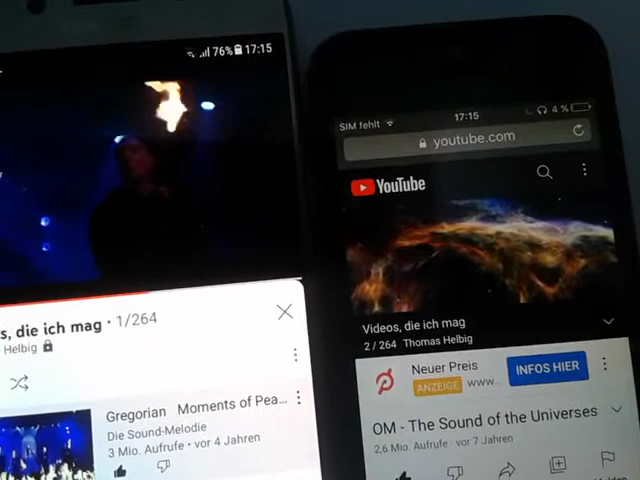 76% 17:15
s, die ich mag • 1/264
Helbig
Gregorian Moments of Pea...
Die Sound-Melodie
3 Mio. Aufrufe • vor 4 Jahren
SIM fehlt 17:15 4 %
youtube.com
YouTube
Videos, die ich mag
2 / 264 Thomas Helbig
Neuer Preis
ANZEIGE www...
INFOS HIER
OM - The Sound of the Universes
2,6 Mio. Aufrufe · vor 7 Jahren